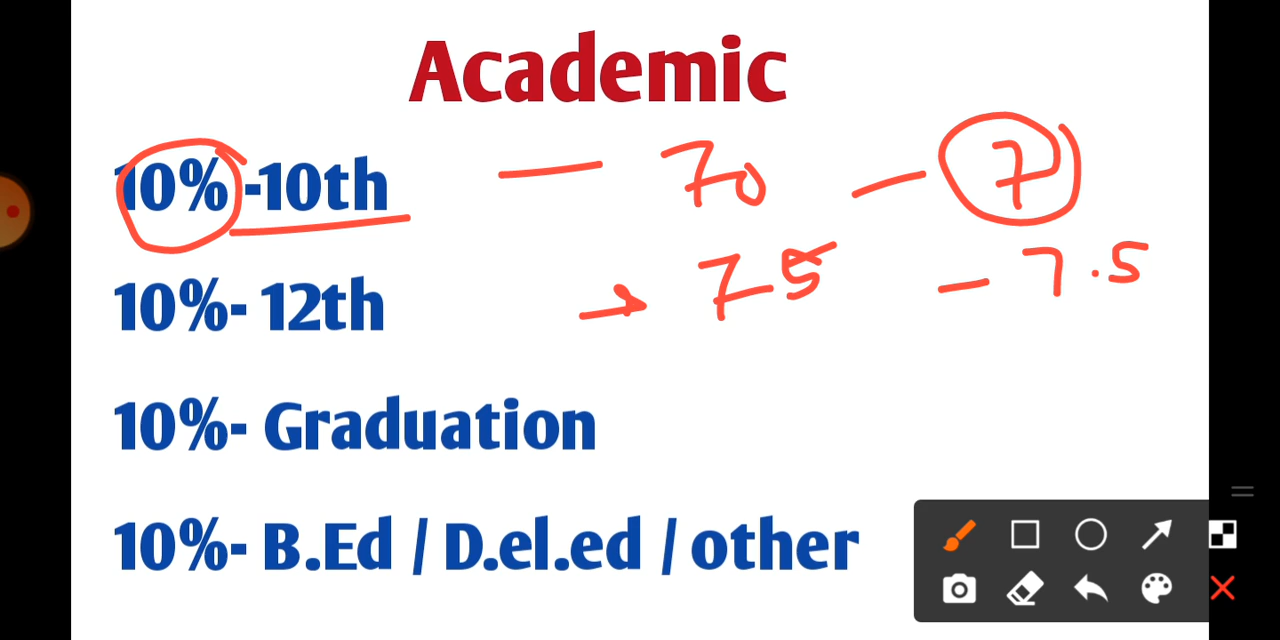 Academic
10% -10th — 70 — 7
10%- 12th → 75 — 7.5
10%- Graduation
10%- B.Ed / D.el.ed / other